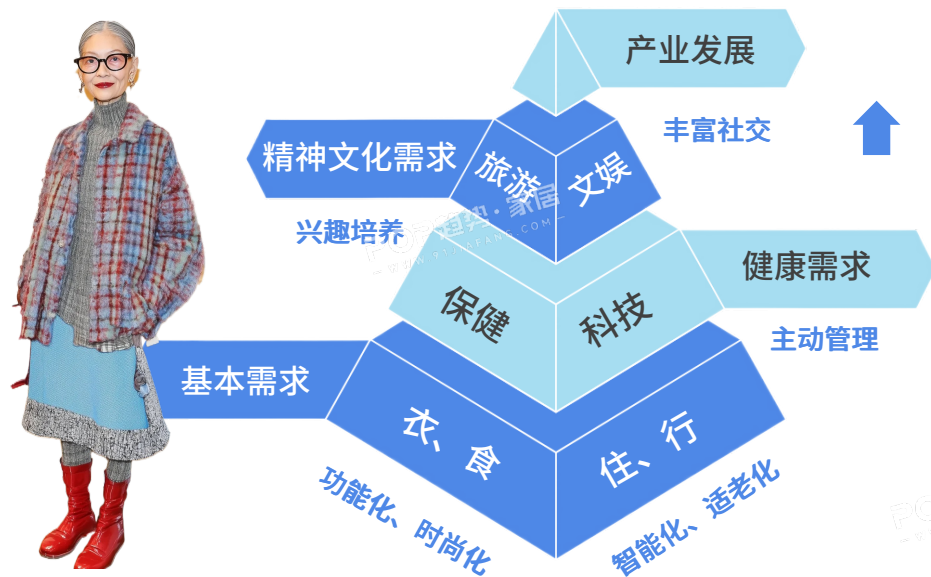 产业发展
丰富社交
精神文化需求
旅游
文娱
兴趣培养
健康需求
保健
科技
主动管理
基本需求
衣、食
住、行
功能化、时尚化
智能化、适老化